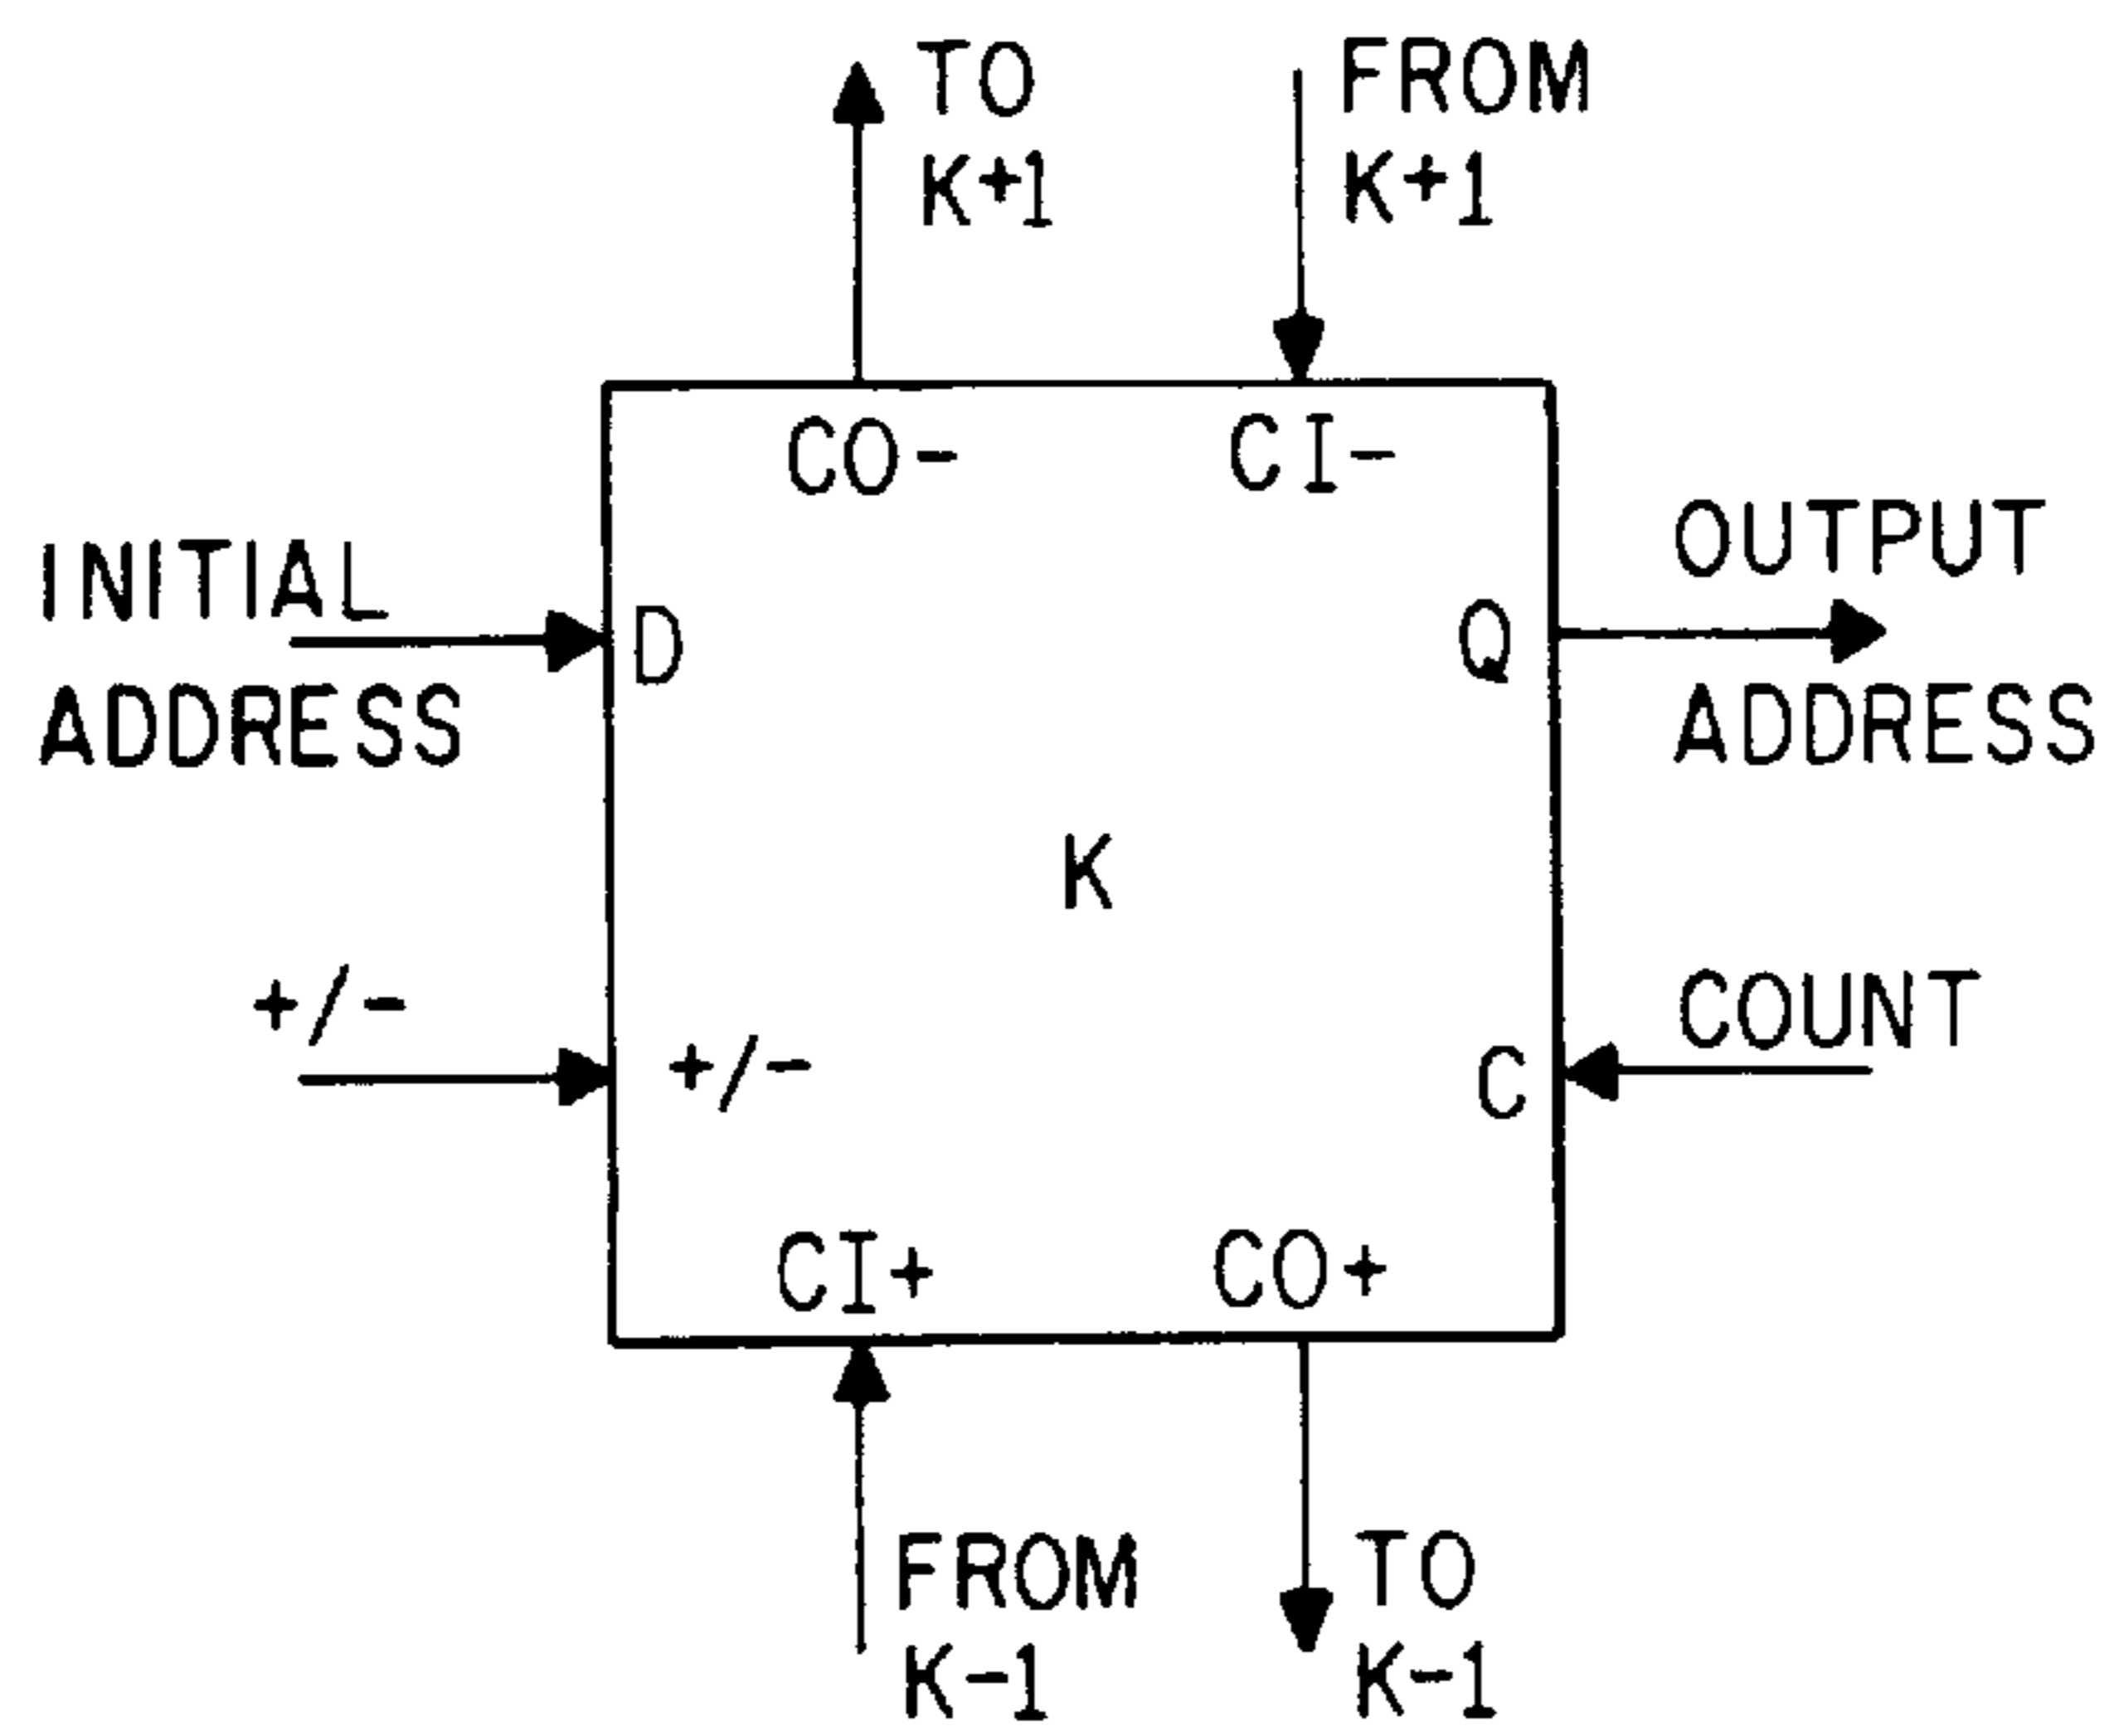 TO
K+1
FROM
K+1
CO-
CI-
INITIAL
ADDRESS
D
Q
OUTPUT
ADDRESS
K
+/-
+/-
COUNT
C
CI+
CO+
FROM
K-1
TO
K-1